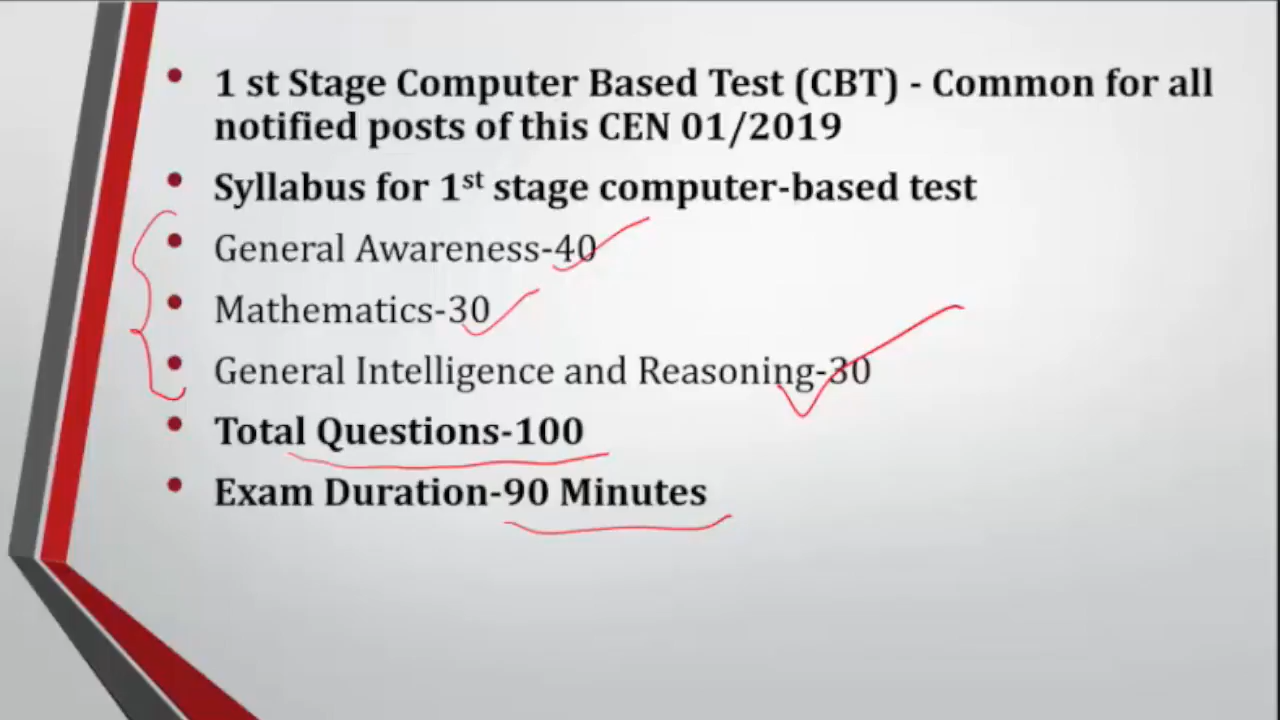 1 st Stage Computer Based Test (CBT) - Common for all
notified posts of this CEN 01/2019
Syllabus for 1st stage computer-based test
General Awareness-40
Mathematics-30
General Intelligence and Reasoning-30
Total Questions-100
Exam Duration-90 Minutes